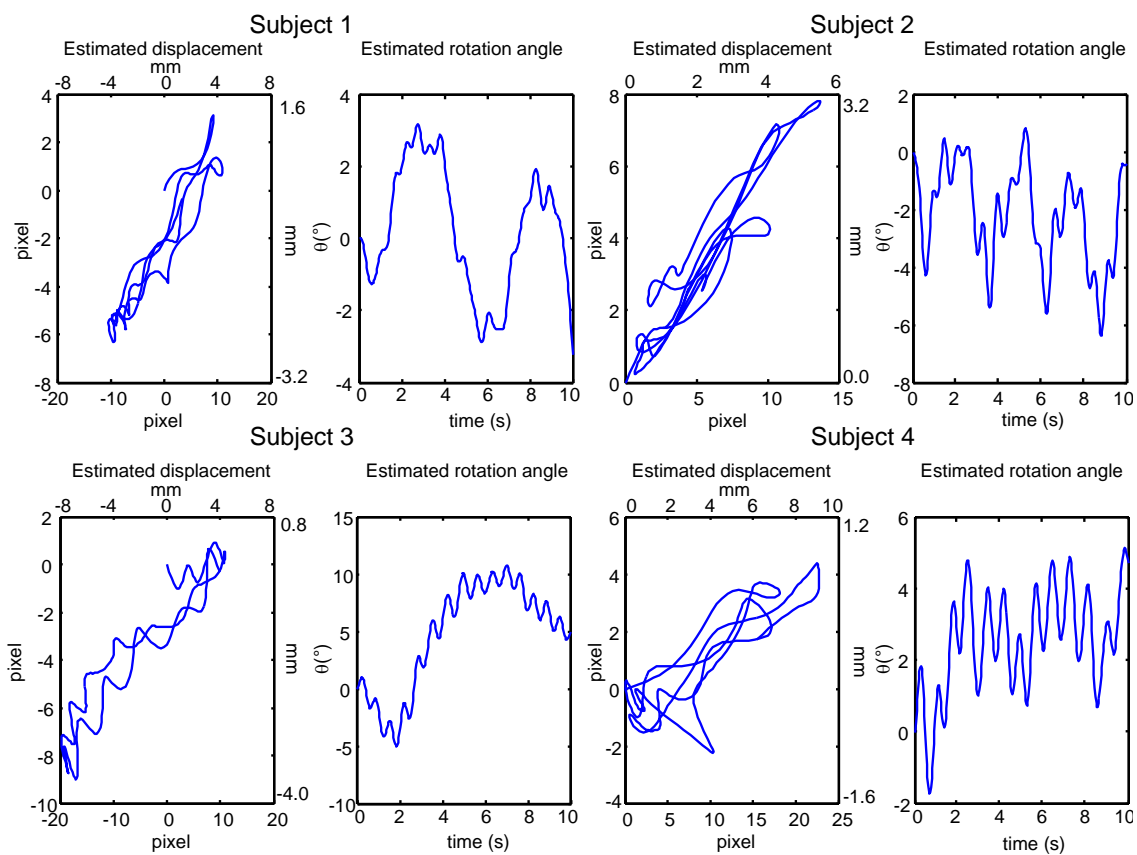 Subject 1
Subject 2
Estimated displacement
Estimated rotation angle
Estimated displacement
Estimated rotation angle
mm
mm
-8 -4 0 4 8
0 2 4 6
4
2
0
-2
-4
-6
-8
pixel
1.6
mm
-3.2
-20 -10 0 10 20
pixel
4
2
0
-2
-4
θ(°)
0 2 4 6 8 10
time (s)
8
6
4
2
0
pixel
3.2
mm
0.0
0 5 10 15
pixel
2
0
-2
-4
-6
-8
θ(°)
0 2 4 6 8 10
time (s)
Subject 3
Subject 4
Estimated displacement
Estimated rotation angle
Estimated displacement
Estimated rotation angle
mm
mm
-8 -4 0 4 8
0 2 4 6 8 10
2
0
-2
-4
-6
-8
-10
pixel
0.8
mm
-4.0
-20 -10 0 10 20
pixel
15
10
5
0
-5
-10
θ(°)
0 2 4 6 8 10
time (s)
6
4
2
0
-2
-4
pixel
1.2
mm
-1.6
0 5 10 15 20 25
pixel
6
4
2
0
-2
θ(°)
0 2 4 6 8 10
time (s)